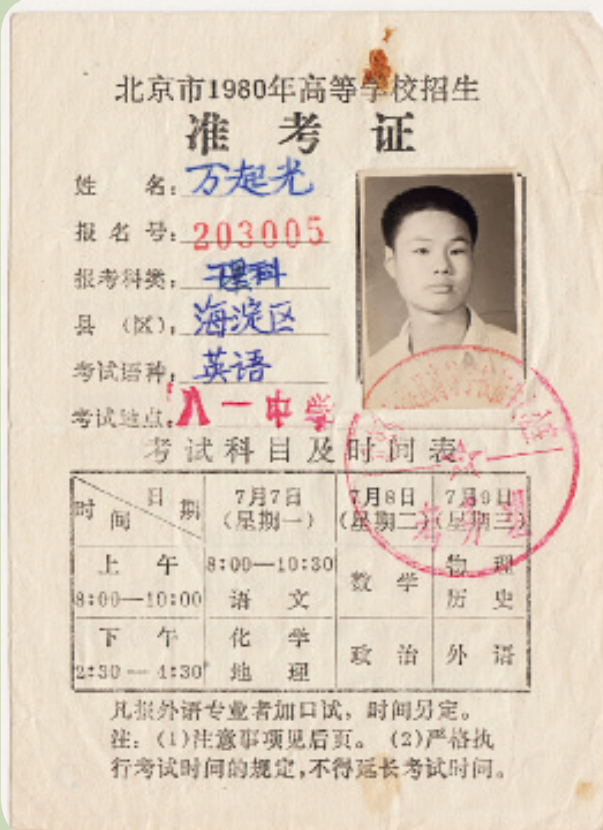 北京市1980年高等学校招生
准考证
姓 名：万起光
报名号：203005
报考科类：理科
县（区）：海淀区
考试语种：英语
考试地点：八一中学
考试科目及时间表
日 期
时 间
7月7日（星期一）
7月8日（星期二）
7月9日（星期三）
上 午 8:00—10:00
8:00—10:30 语 文
数 学
物 理 历 史
下 午 2:30—4:30
化 学 地 理
政 治
外 语
凡报外语专业者加口试，时间另定。
注：（1）注意事项见后页。（2）严格执
行考试时间的规定，不得延长考试时间。